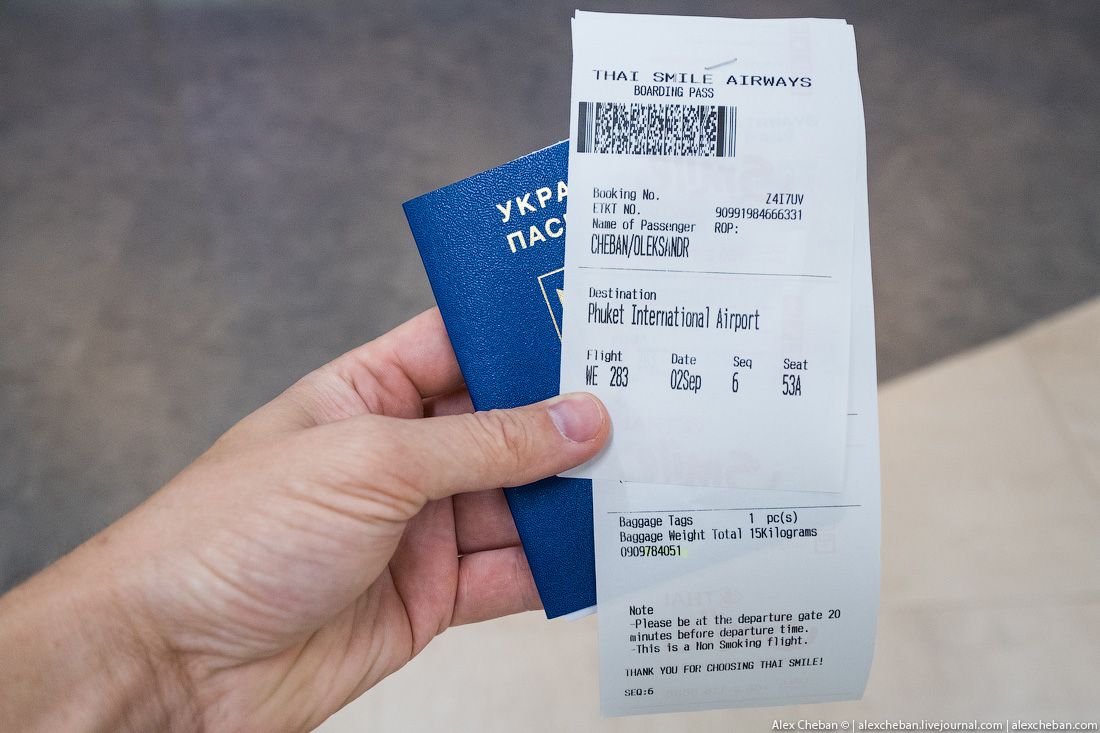 THAI SMILE AIRWAYS
BOARDING PASS
Booking No. Z4I7UV
ETKT NO. 90991984666331
Name of Passenger ROP:
CHEBAN/OLEKSANDR
Destination
Phuket International Airport
Flight Date Seq Seat
WE 283 02Sep 6 53A
Baggage Tags 1 pc(s)
Baggage Weight Total 15Kilograms
0909784051
Note
-Please be at the departure gate 20
minutes before departure time.
-This is a Non Smoking flight.
THANK YOU FOR CHOOSING THAI SMILE!
SEQ:6
УКРА
ПАС
Alex Cheban © | alexcheban.livejournal.com | alexcheban.com